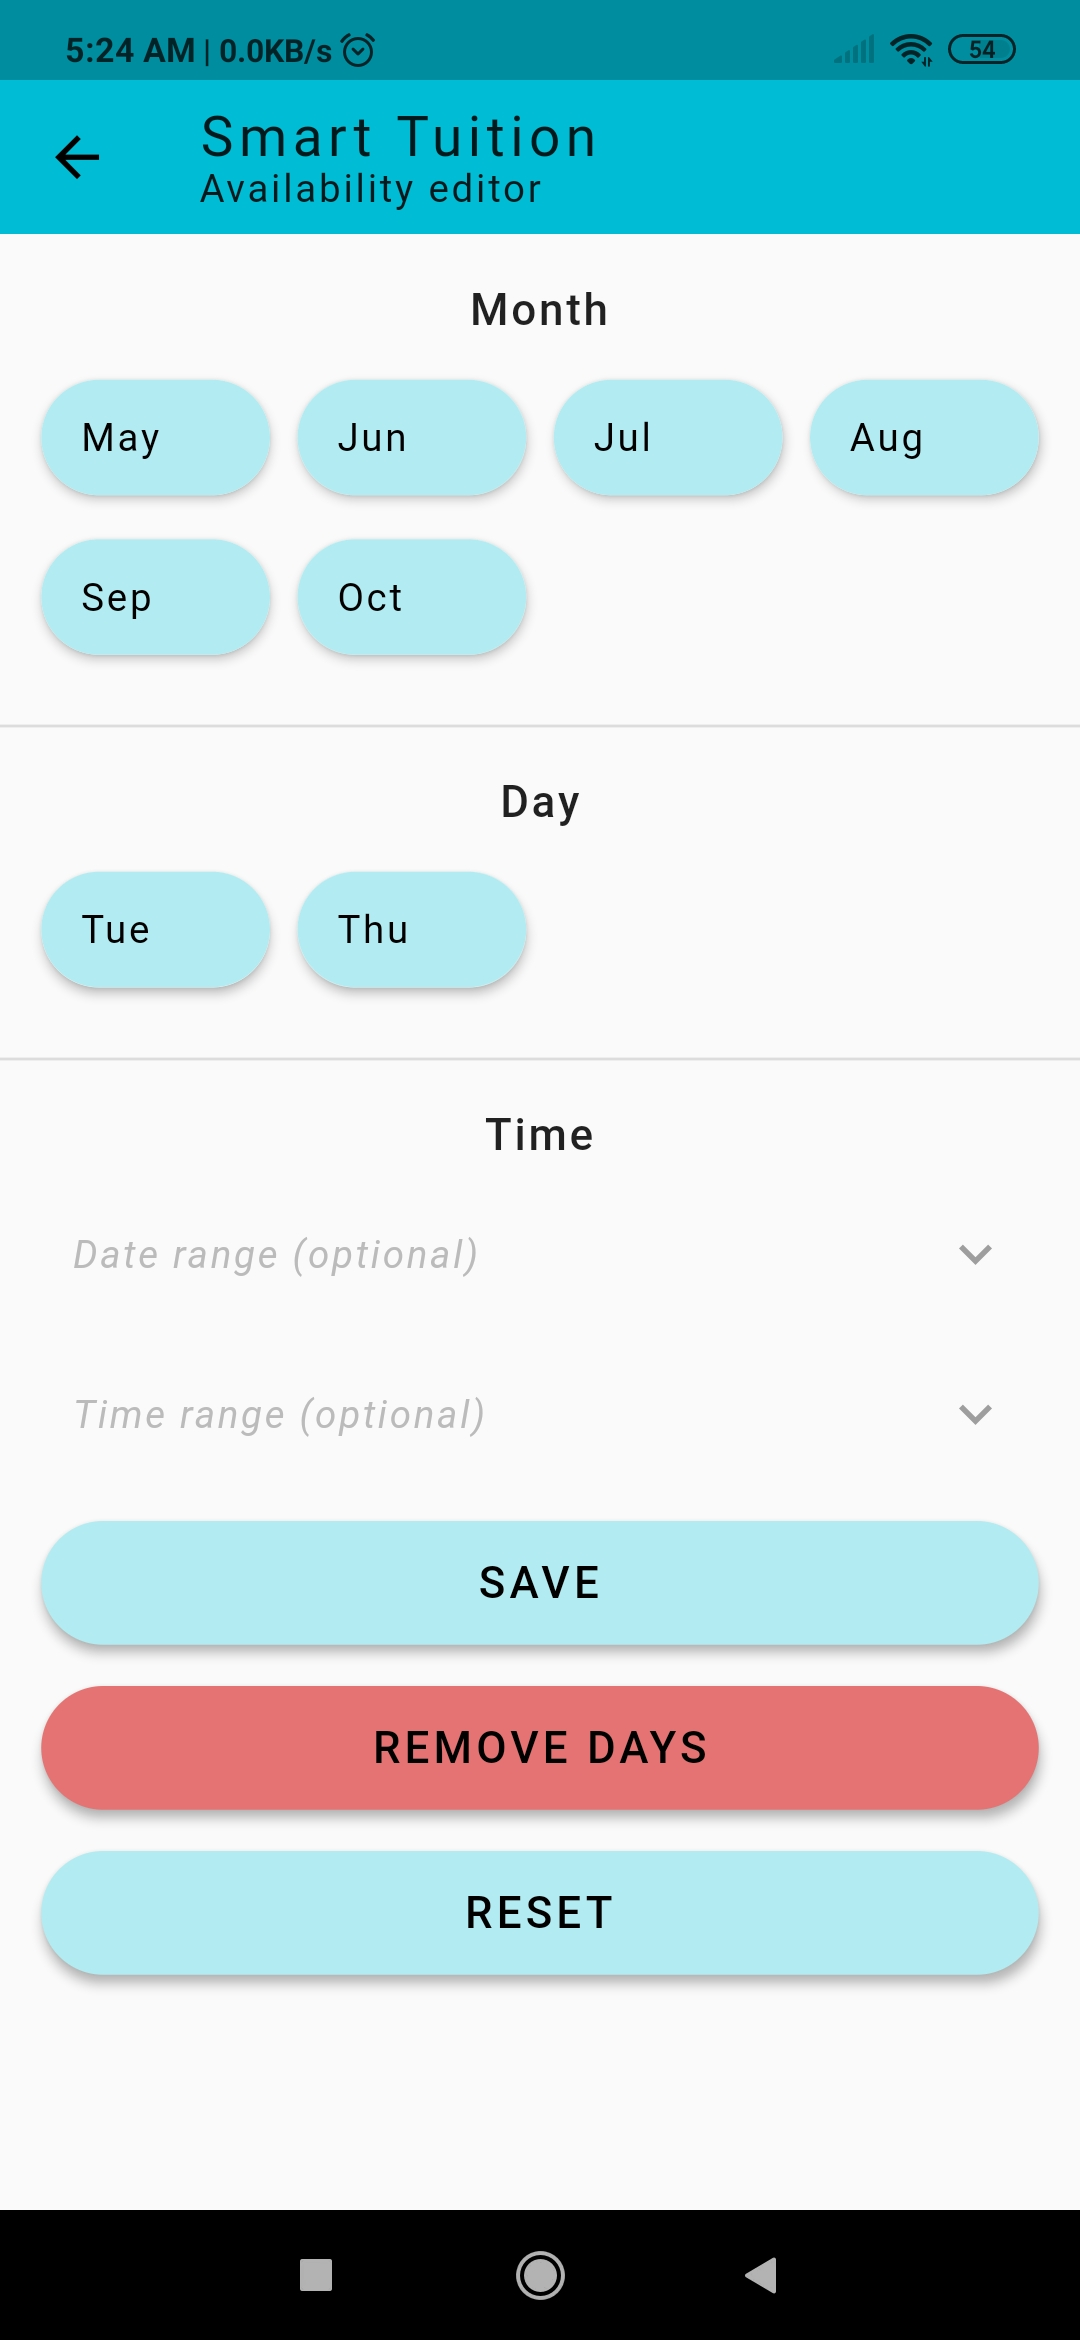 5:24 AM | 0.0KB/s 54
Smart Tuition
Availability editor
Month
May Jun Jul Aug
Sep Oct
Day
Tue Thu
Time
Date range (optional)
Time range (optional)
SAVE
REMOVE DAYS
RESET